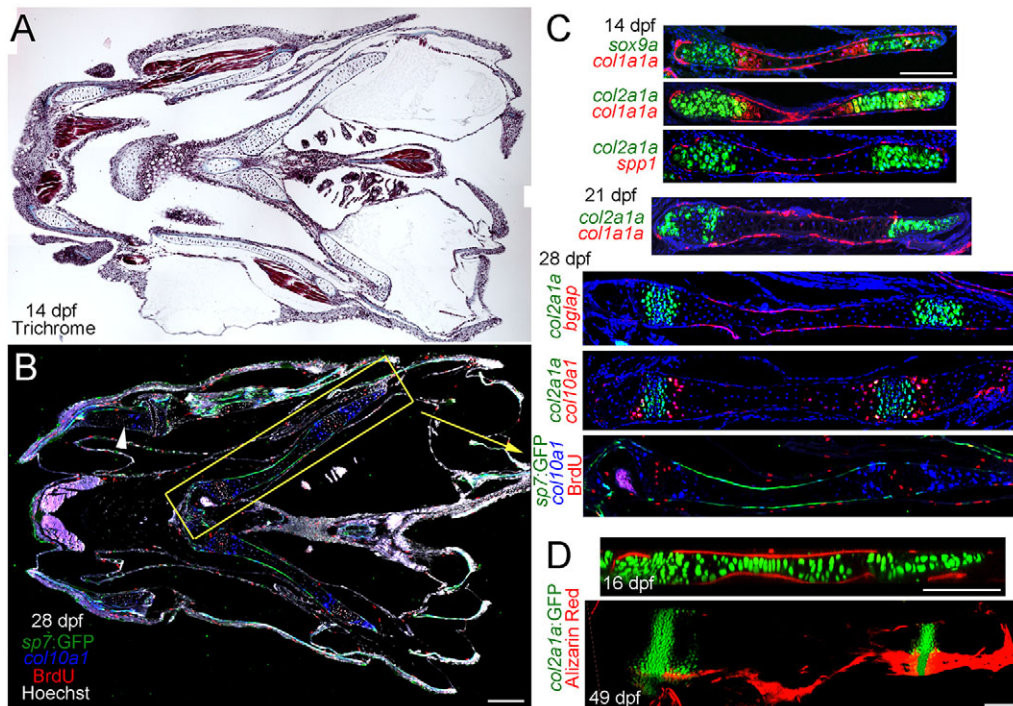 A
14 dpf
Trichrome
B
28 dpf
sp7:GFP
col10a1
BrdU
Hoechst
C
14 dpf
sox9a
col1a1a
col2a1a
col1a1a
col2a1a
spp1
21 dpf
col2a1a
col1a1a
28 dpf
col2a1a
bglap
col2a1a
col10a1
sp7:GFP
col10a1
BrdU
D
col2a1a:GFP
Alizarin Red
16 dpf
49 dpf